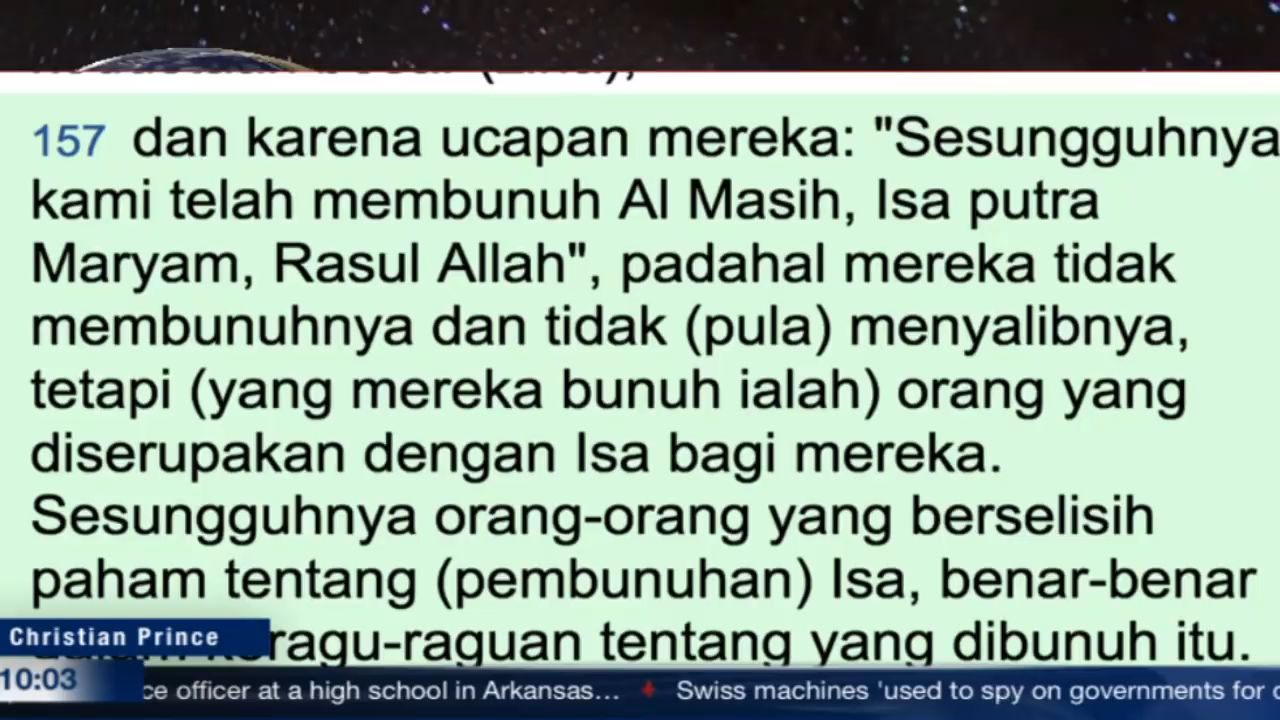 157 dan karena ucapan mereka: "Sesungguhnya
kami telah membunuh Al Masih, Isa putra
Maryam, Rasul Allah", padahal mereka tidak
membunuhnya dan tidak (pula) menyalibnya,
tetapi (yang mereka bunuh ialah) orang yang
diserupakan dengan Isa bagi mereka.
Sesungguhnya orang-orang yang berselisih
paham tentang (pembunuhan) Isa, benar-benar
ragu-raguan tentang yang dibunuh itu.
Christian Prince
10:03
ce officer at a high school in Arkansas... Swiss machines 'used to spy on governments for